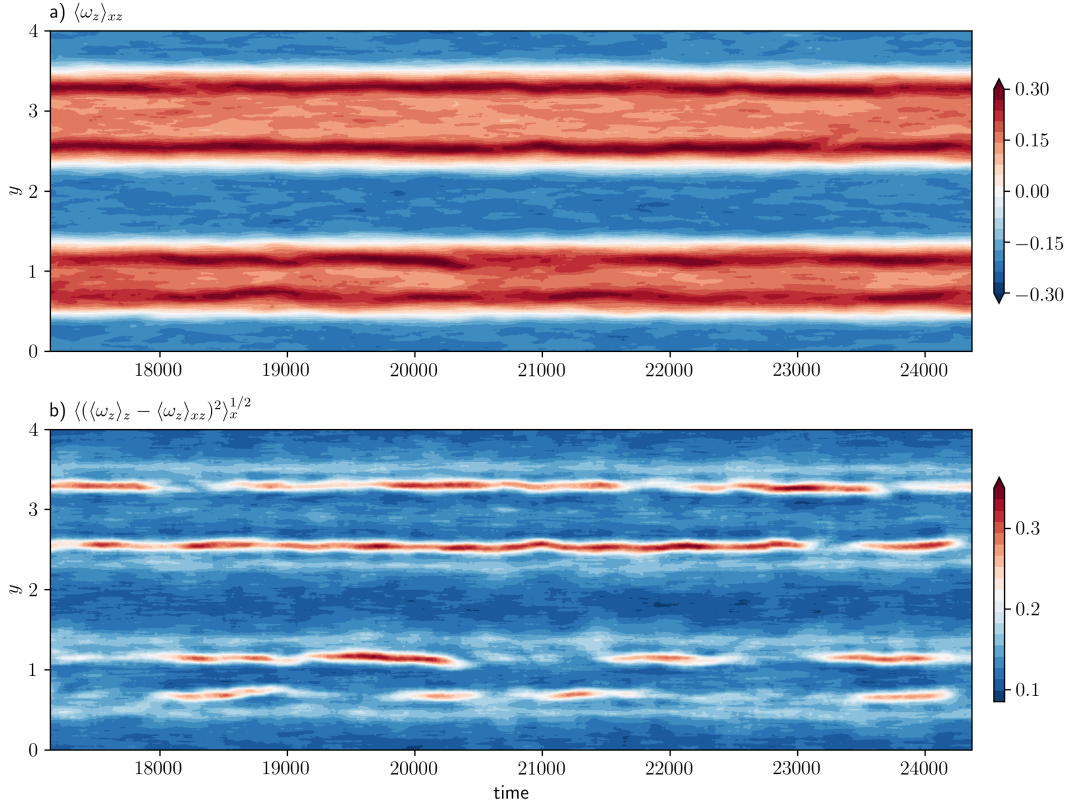 a) ⟨ω_z⟩_{xz}
4
3
2
1
0
y
18000 19000 20000 21000 22000 23000 24000
0.30
0.15
0.00
−0.15
−0.30
b) ⟨(⟨ω_z⟩_z − ⟨ω_z⟩_{xz})²⟩_x^{1/2}
4
3
2
1
0
y
18000 19000 20000 21000 22000 23000 24000
time
0.3
0.2
0.1